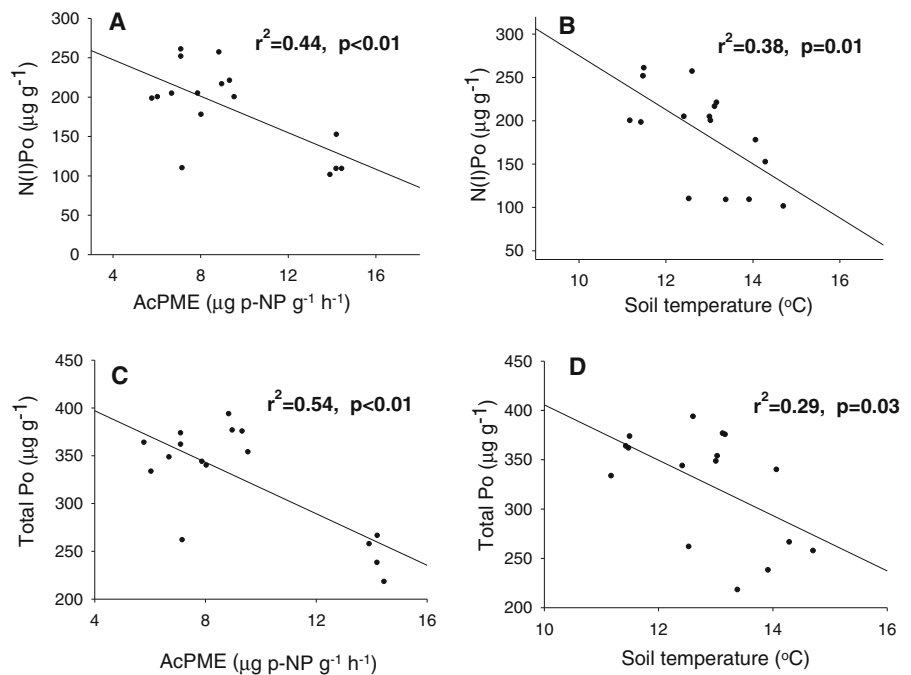 A
r²=0.44, p<0.01
N(I)Po (µg g⁻¹)
300
250
200
150
100
50
0
4 8 12 16
AcPME (µg p-NP g⁻¹ h⁻¹)
B
r²=0.38, p=0.01
N(I)Po (µg g⁻¹)
300
250
200
150
100
50
10 12 14 16
Soil temperature (°C)
C
r²=0.54, p<0.01
Total Po (µg g⁻¹)
450
400
350
300
250
200
4 8 12 16
AcPME (µg p-NP g⁻¹ h⁻¹)
D
r²=0.29, p=0.03
Total Po (µg g⁻¹)
450
400
350
300
250
200
10 12 14 16
Soil temperature (°C)